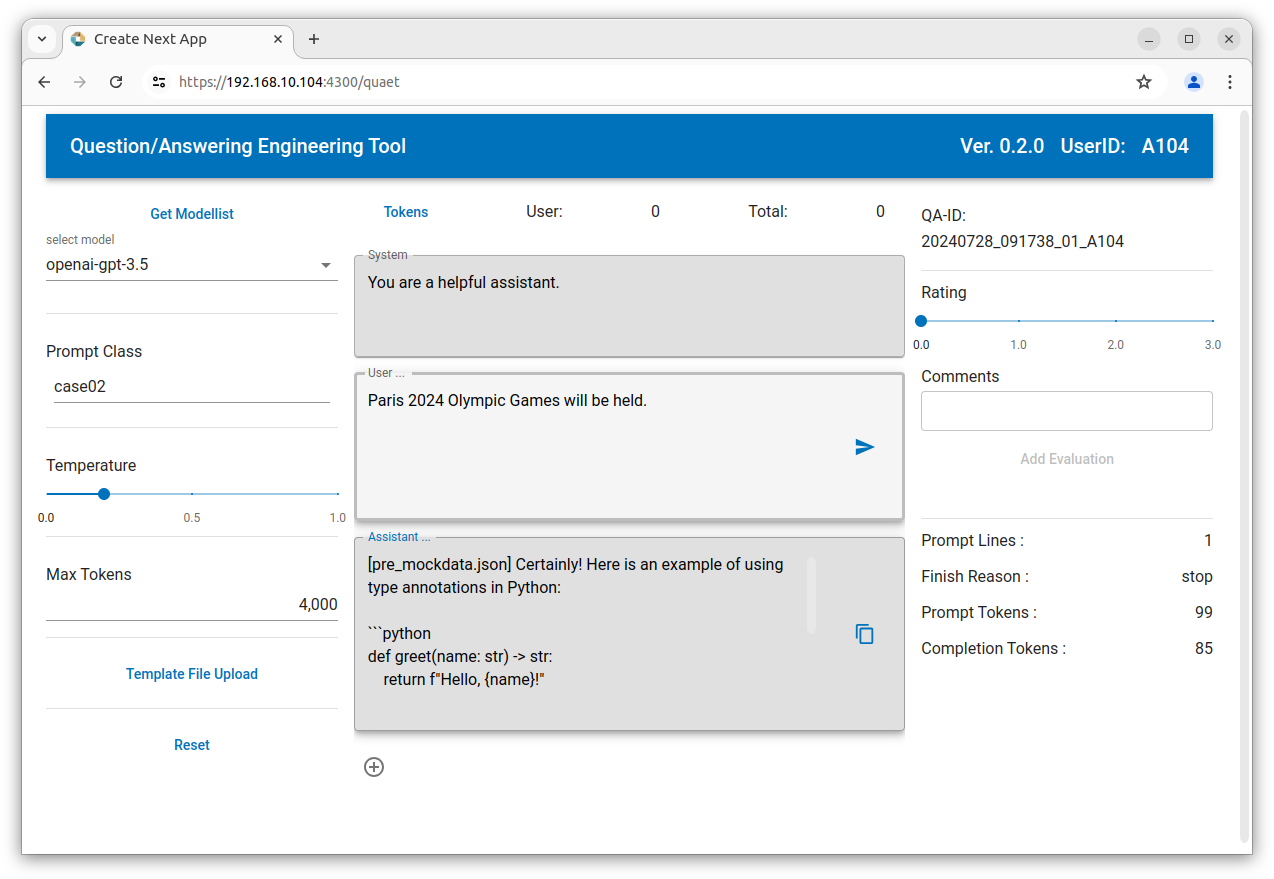 Create Next App
https://192.168.10.104:4300/quaet
Question/Answering Engineering Tool
Ver. 0.2.0 UserID: A104
Get Modellist
select model
openai-gpt-3.5
Prompt Class
case02
Temperature
0.0 0.5 1.0
Max Tokens
4,000
Template File Upload
Reset
Tokens User: 0 Total: 0
System
You are a helpful assistant.
User ...
Paris 2024 Olympic Games will be held.
Assistant ...
[pre_mockdata.json] Certainly! Here is an example of using
type annotations in Python:
```python
def greet(name: str) -> str:
    return f"Hello, {name}!"
QA-ID:
20240728_091738_01_A104
Rating
0.0 1.0 2.0 3.0
Comments
Add Evaluation
Prompt Lines : 1
Finish Reason : stop
Prompt Tokens : 99
Completion Tokens : 85